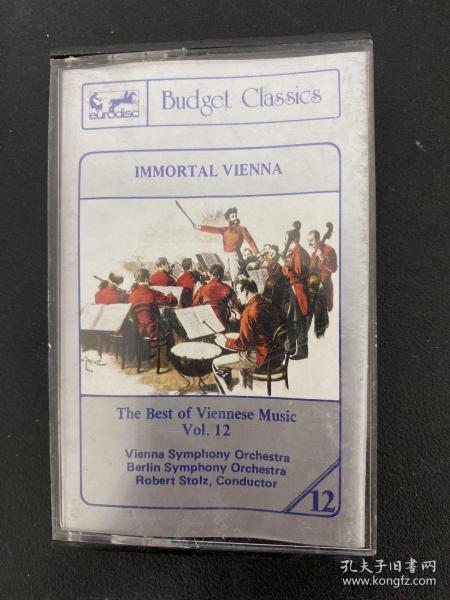 eurodisc
Budget Classics
IMMORTAL VIENNA
The Best of Viennese Music
Vol. 12
Vienna Symphony Orchestra
Berlin Symphony Orchestra
Robert Stolz, Conductor
12
孔夫子旧书网
www.kongfz.com